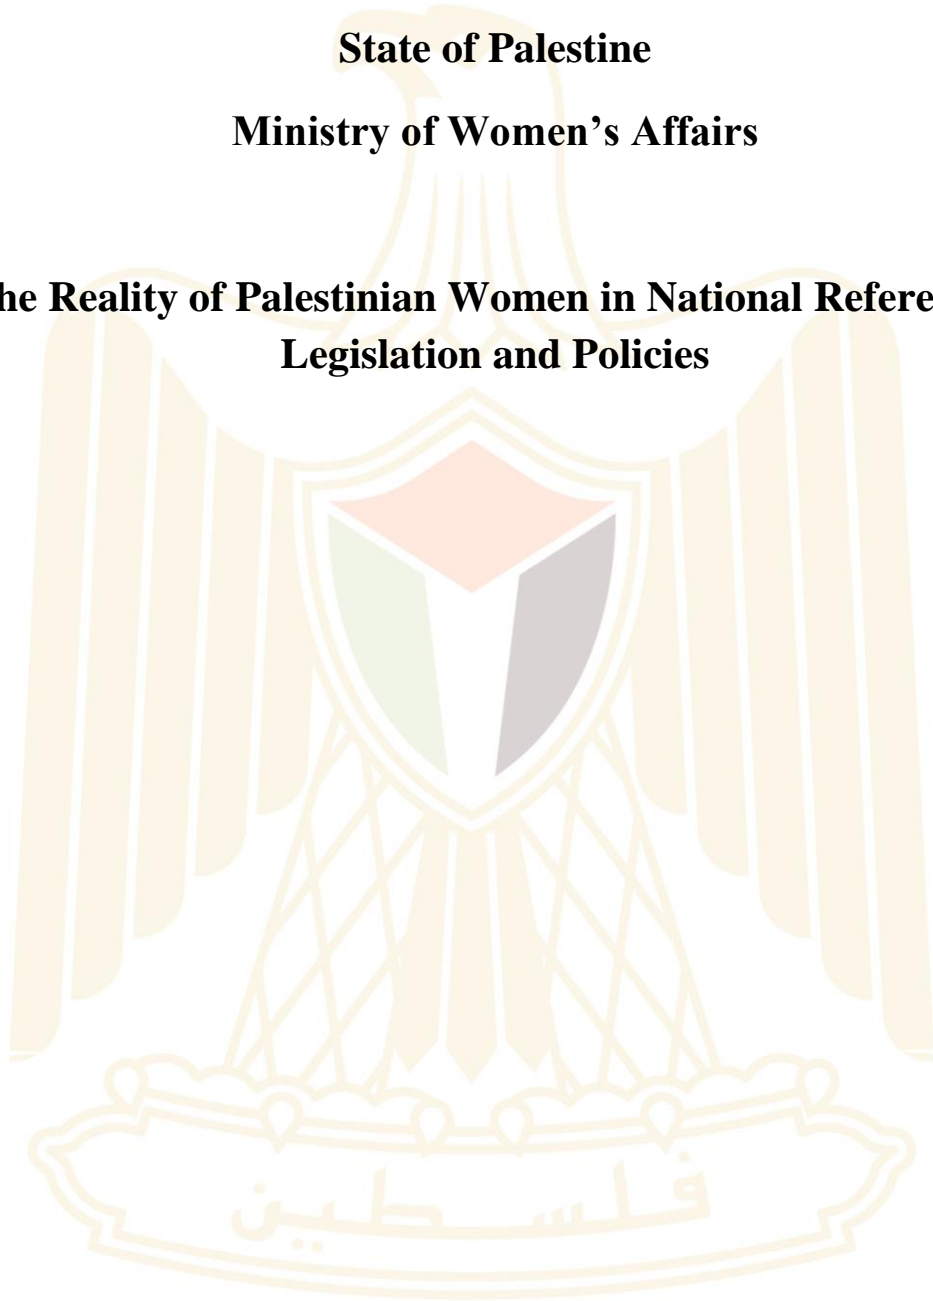 State of Palestine
Ministry of Women’s Affairs
he Reality of Palestinian Women in National Refere
Legislation and Policies
فلسطين